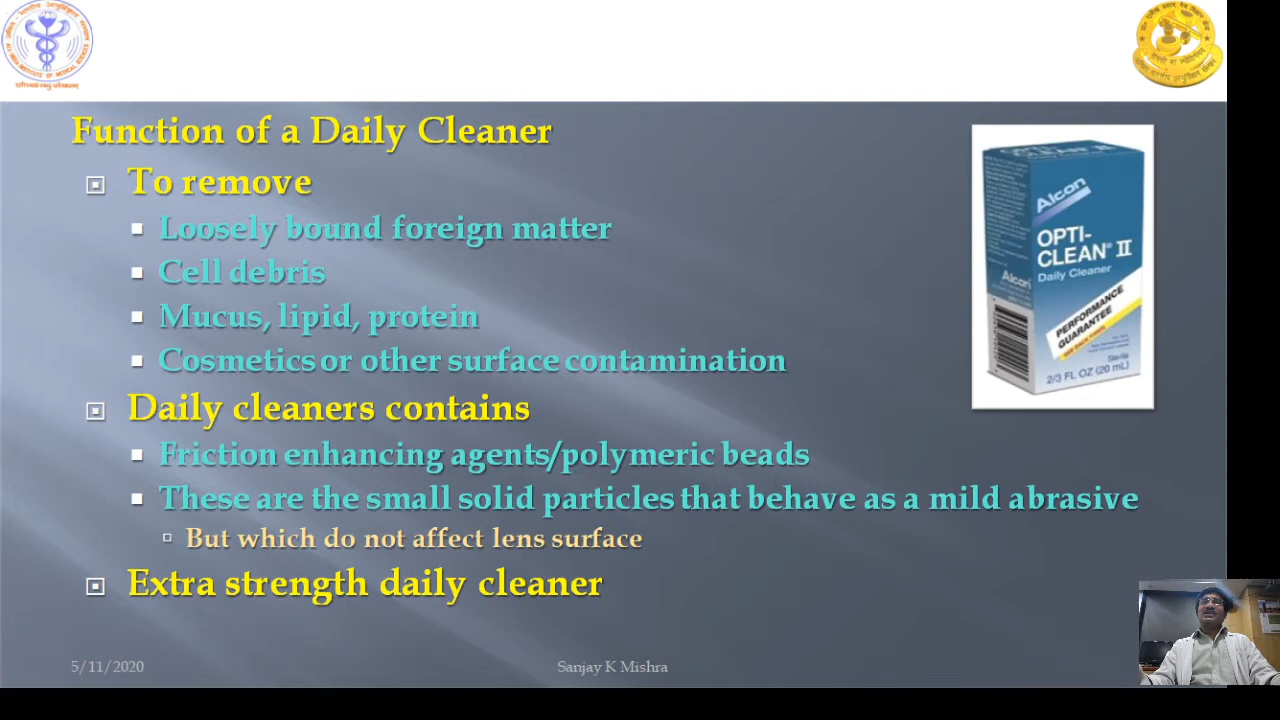 Function of a Daily Cleaner
To remove
Loosely bound foreign matter
Cell debris
Mucus, lipid, protein
Cosmetics or other surface contamination
Daily cleaners contains
Friction enhancing agents/polymeric beads
These are the small solid particles that behave as a mild abrasive
But which do not affect lens surface
Extra strength daily cleaner
Alcon
OPTI-
CLEAN® II
Daily Cleaner
Alcon
PERFORMANCE
GUARANTEE
Sterile
2/3 FL OZ (20 mL)
5/11/2020
Sanjay K Mishra